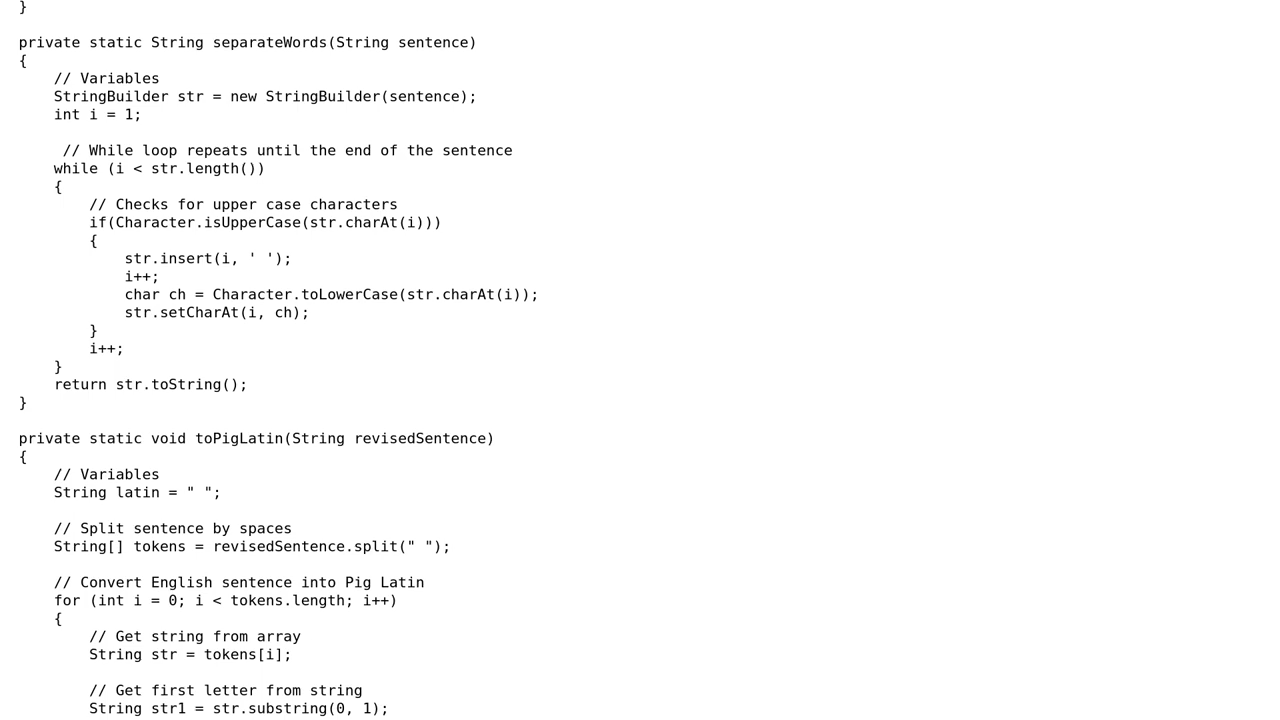 }
private static String separateWords(String sentence)
{
// Variables
StringBuilder str = new StringBuilder(sentence);
int i = 1;
// While loop repeats until the end of the sentence
while (i < str.length())
{
// Checks for upper case characters
if(Character.isUpperCase(str.charAt(i)))
{
str.insert(i, ' ');
i++;
char ch = Character.toLowerCase(str.charAt(i));
str.setCharAt(i, ch);
}
i++;
}
return str.toString();
}
private static void toPigLatin(String revisedSentence)
{
// Variables
String latin = " ";
// Split sentence by spaces
String[] tokens = revisedSentence.split(" ");
// Convert English sentence into Pig Latin
for (int i = 0; i < tokens.length; i++)
{
// Get string from array
String str = tokens[i];
// Get first letter from string
String str1 = str.substring(0, 1);